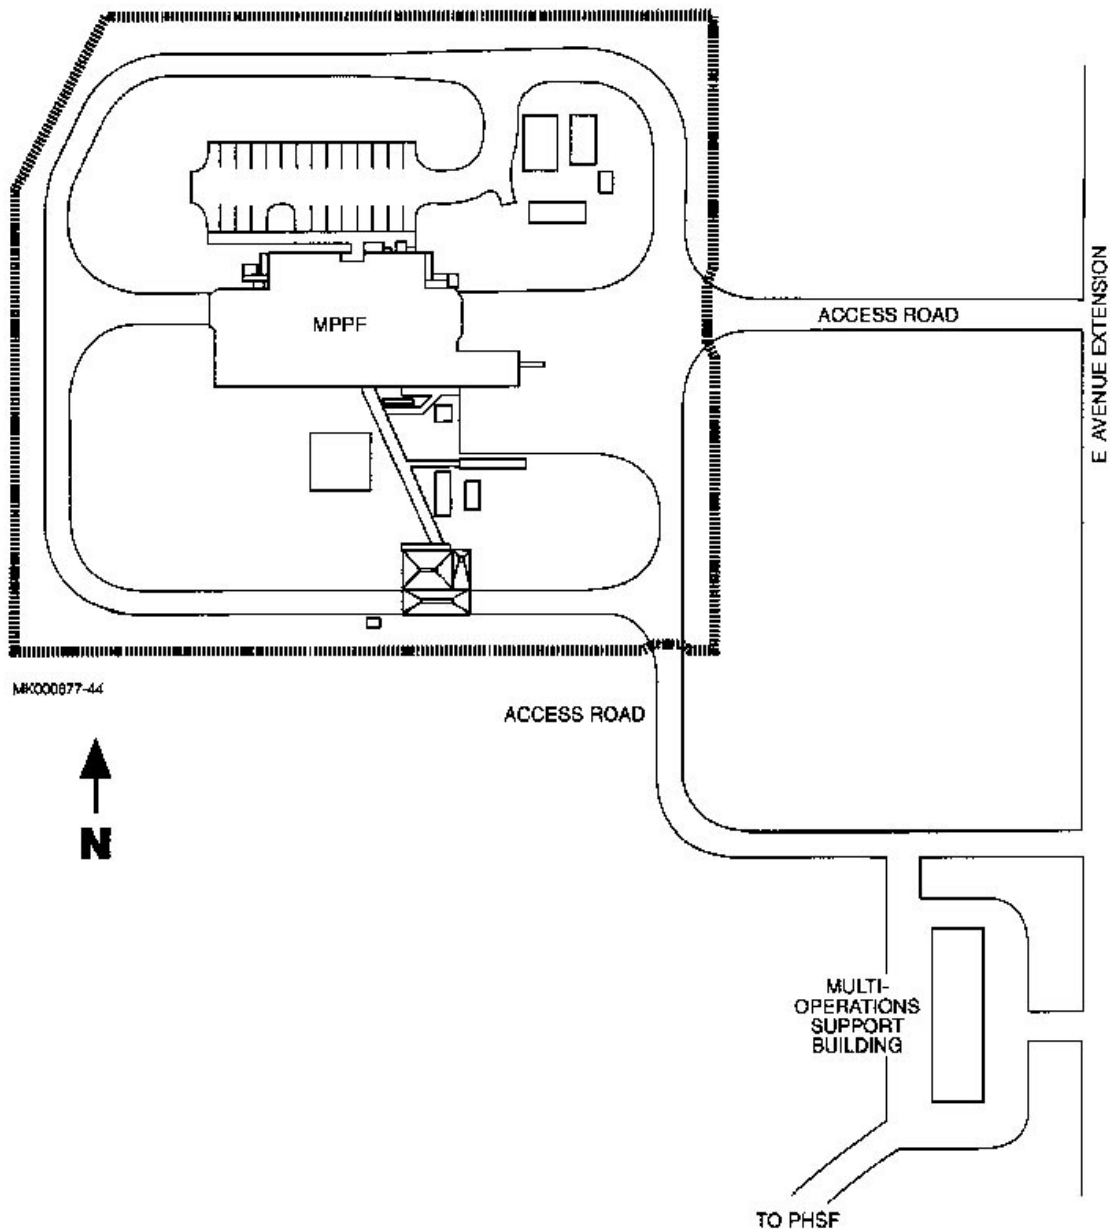 MPPF
ACCESS ROAD
E AVENUE EXTENSION
MK000877-44
ACCESS ROAD
N
MULTI-
OPERATIONS
SUPPORT
BUILDING
TO PHSF